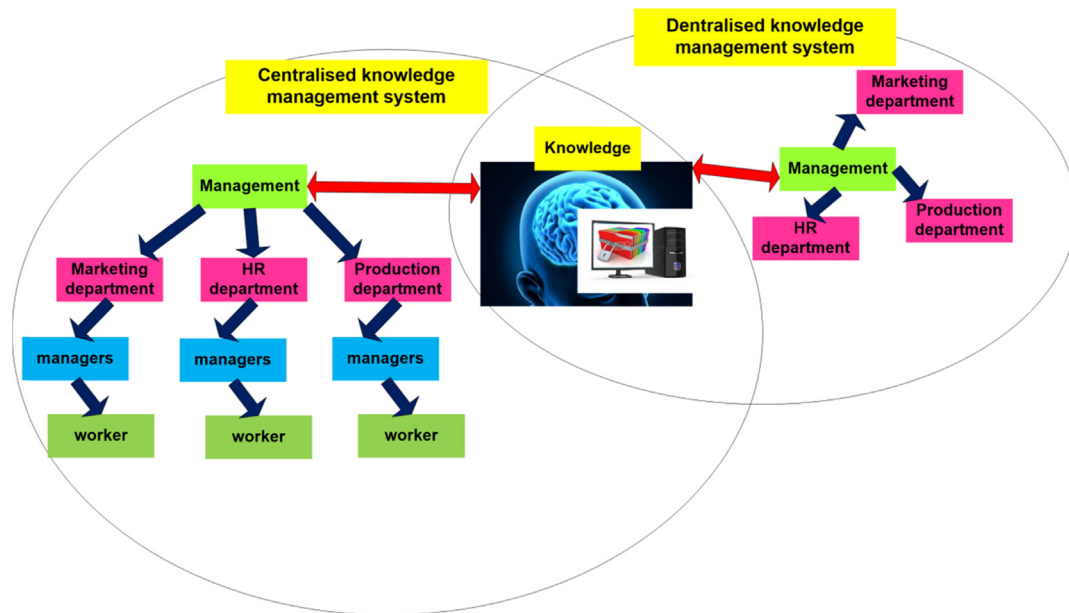 Dentralised knowledge
management system
Centralised knowledge
management system
Marketing
department
Knowledge
Management
Management
Production
department
HR
department
Marketing
department
HR
department
Production
department
managers
managers
managers
worker
worker
worker